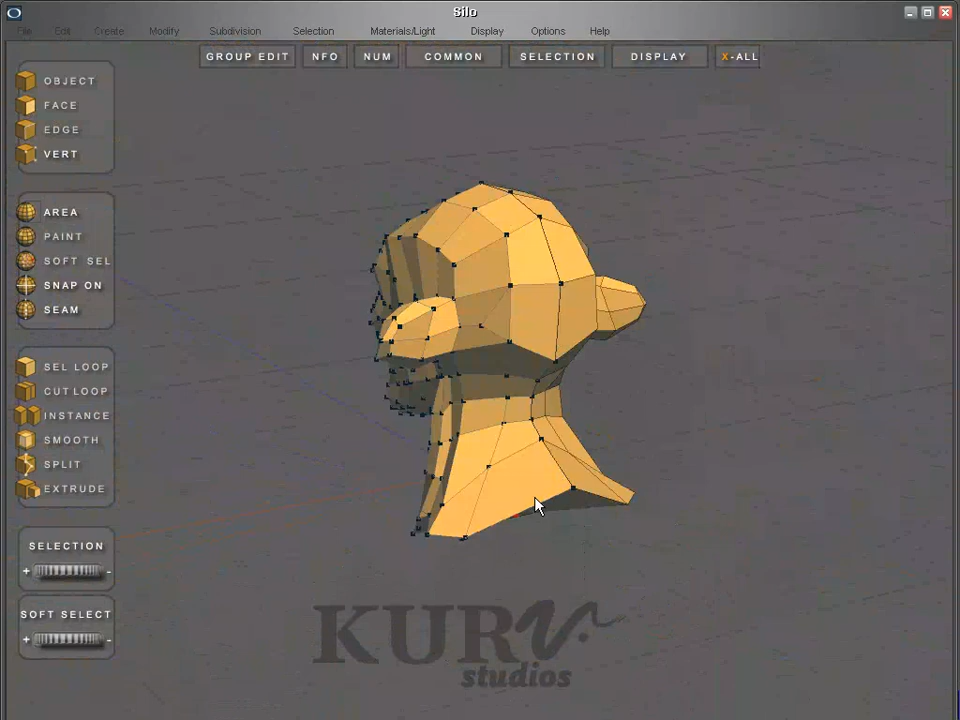 Silo
File Edit Create Modify Subdivision Selection Materials/Light Display Options Help
GROUP EDIT NFO NUM COMMON SELECTION DISPLAY X-ALL
OBJECT
FACE
EDGE
VERT
AREA
PAINT
SOFT SEL
SNAP ON
SEAM
SEL LOOP
CUT LOOP
INSTANCE
SMOOTH
SPLIT
EXTRUDE
SELECTION
+ -
SOFT SELECT
+ -
KURV
studios